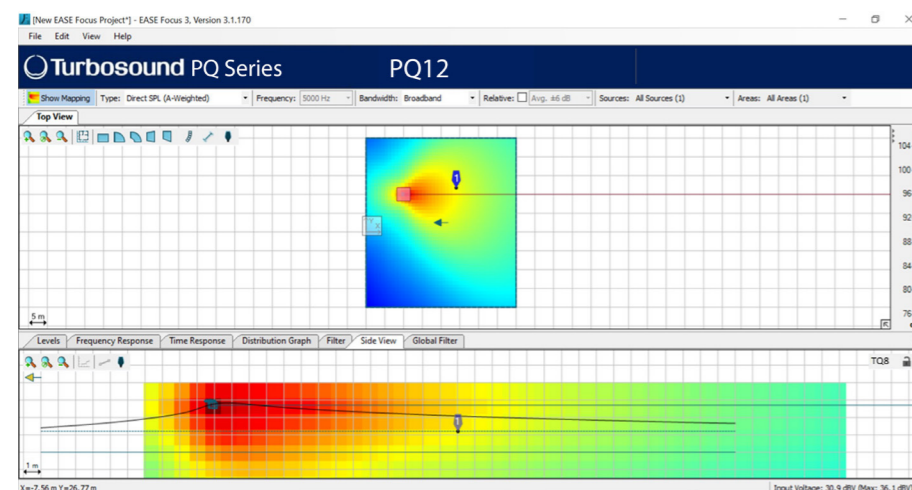 [New EASE Focus Project*] - EASE Focus 3, Version 3.1.170
File Edit View Help
Turbosound PQ Series PQ12
Show Mapping Type: Direct SPL (A-Weighted) Frequency: 5000 Hz Bandwidth: Broadband Relative: Avg. ±6 dB Sources: All Sources (1) Areas: All Areas (1)
Top View
104
100
96
92
88
84
80
76
1
5 m
Levels Frequency Response Time Response Distribution Graph Filter Side View Global Filter
TQ8
1
1 m
X=-7.56 m Y=26.77 m Input Voltage: 30.9 dBV (Max: 36.1 dBV)